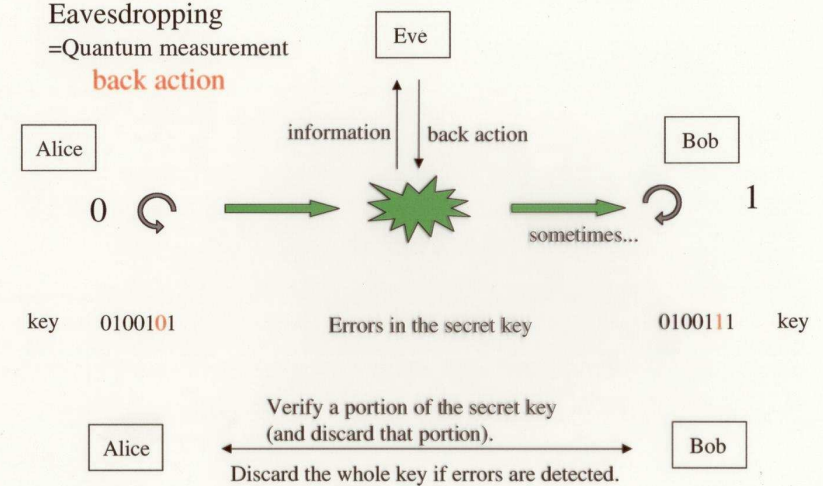 Eavesdropping
=Quantum measurement
back action
Eve
information
back action
Alice
Bob
0
1
sometimes...
key 0100101
Errors in the secret key
0100111 key
Verify a portion of the secret key
(and discard that portion).
Alice
Bob
Discard the whole key if errors are detected.